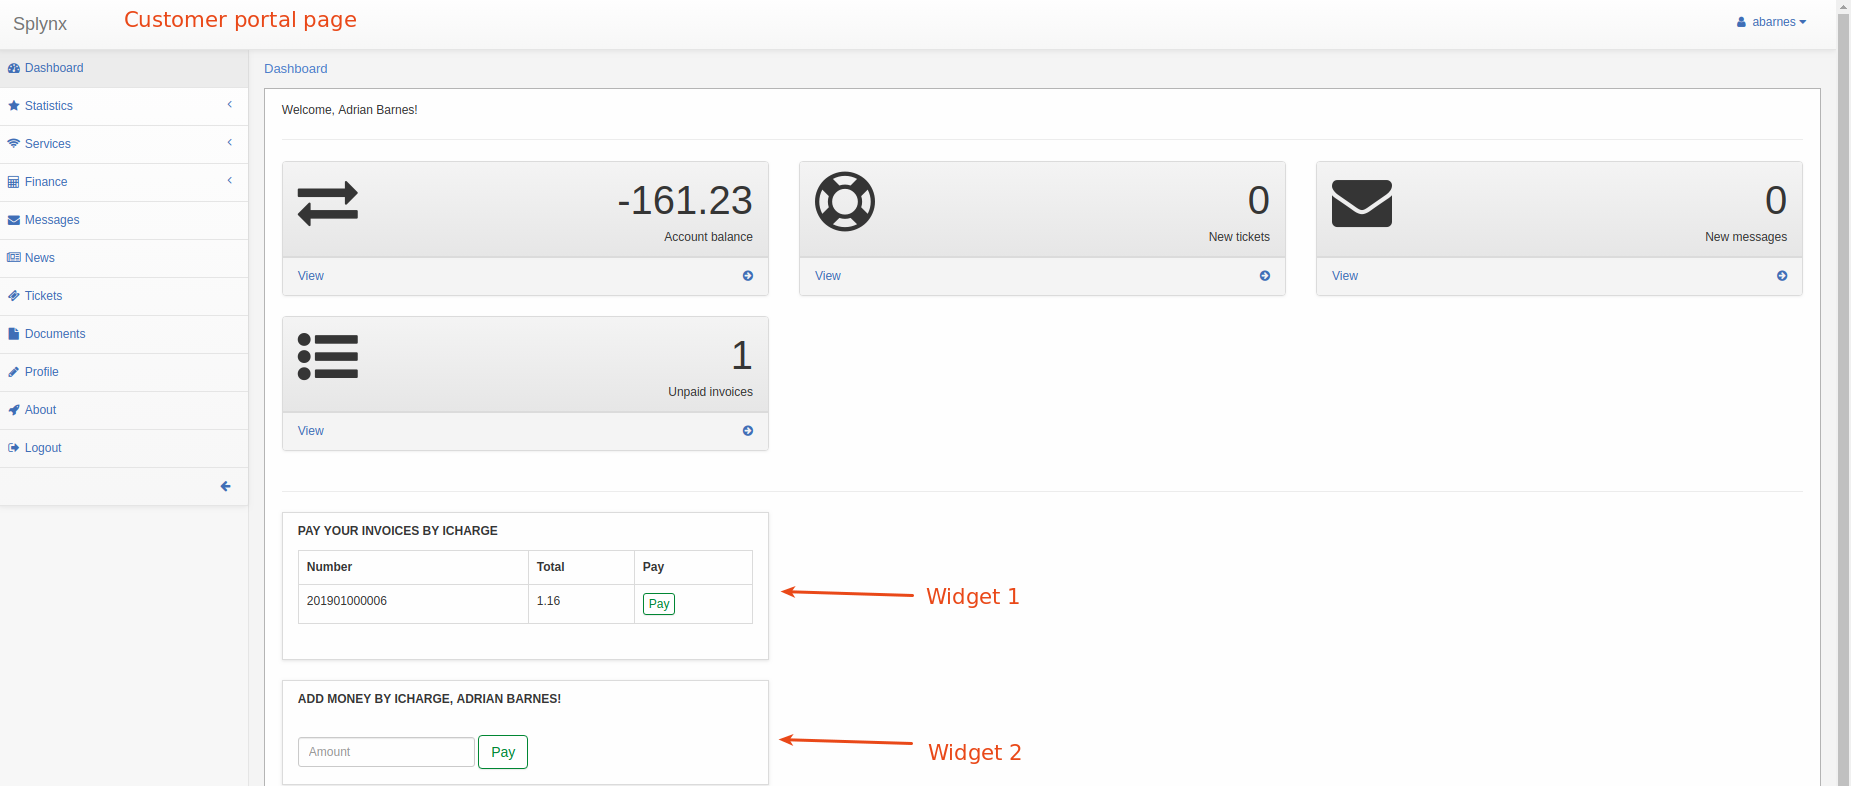 Splynx
Customer portal page
abarnes
Dashboard
Statistics
Services
Finance
Messages
News
Tickets
Documents
Profile
About
Logout
Dashboard
Welcome, Adrian Barnes!
-161.23
Account balance
View
0
New tickets
View
0
New messages
View
1
Unpaid invoices
View
PAY YOUR INVOICES BY ICHARGE
Number Total Pay
201901000006 1.16 Pay
Widget 1
ADD MONEY BY ICHARGE, ADRIAN BARNES!
Amount Pay
Widget 2